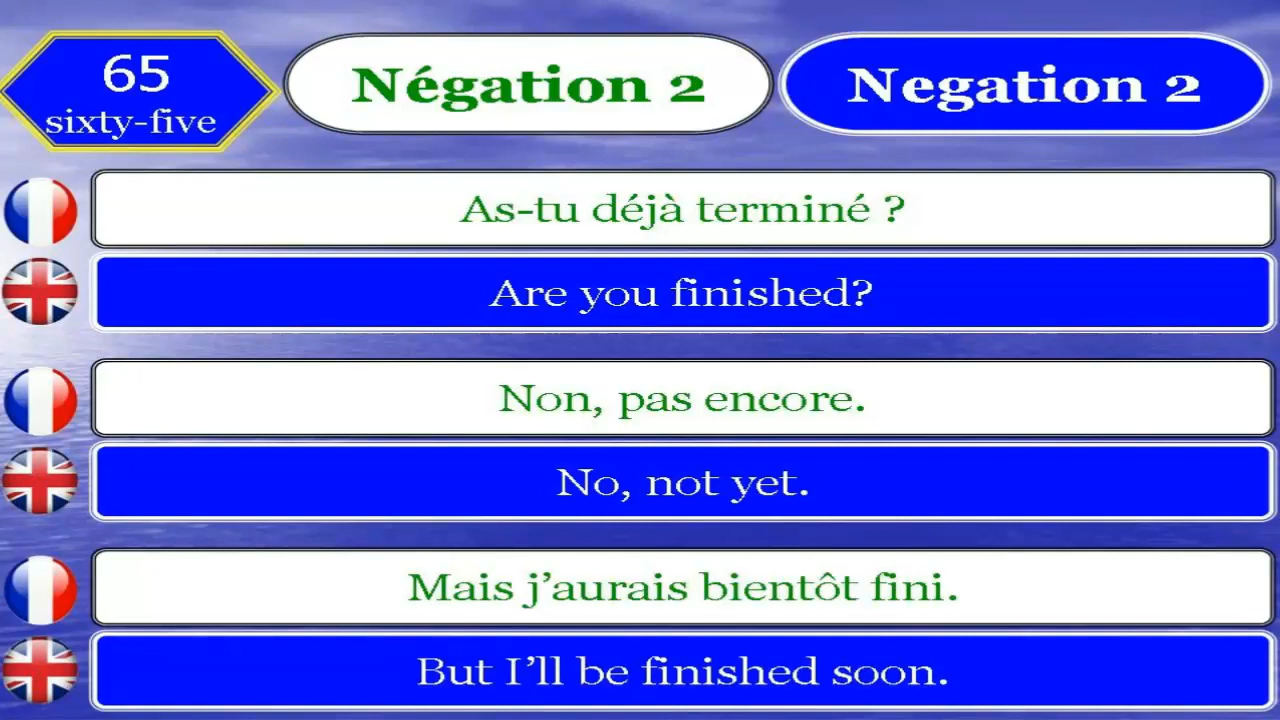 65
sixty-five
Négation 2
Negation 2
As-tu déjà terminé ?
Are you finished?
Non, pas encore.
No, not yet.
Mais j’aurais bientôt fini.
But I’ll be finished soon.